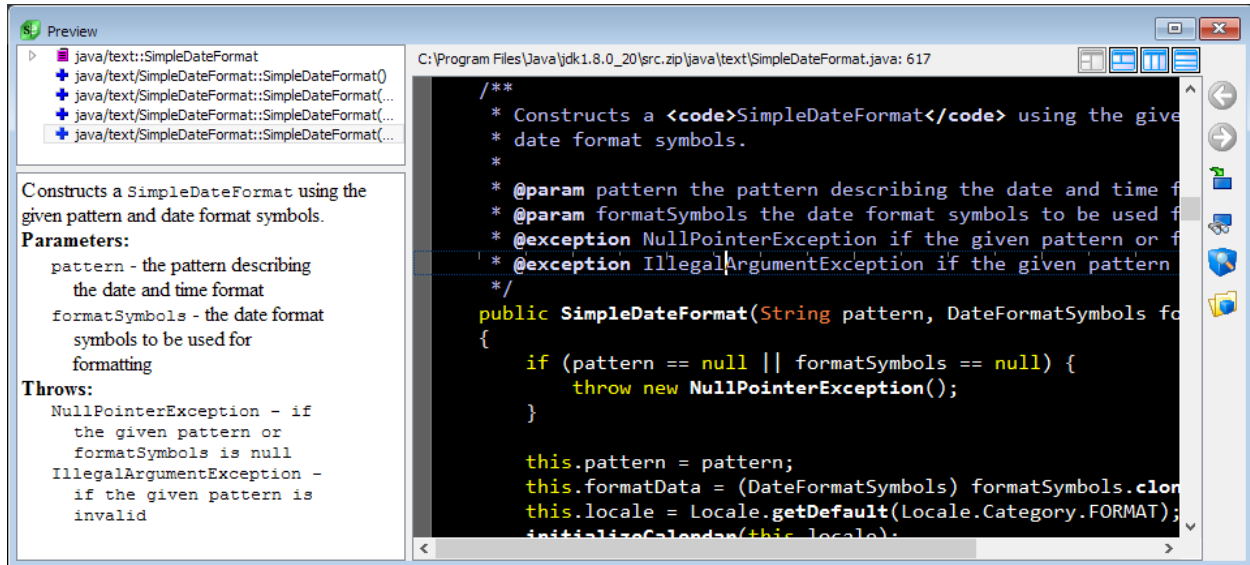 Preview
java/text::SimpleDateFormat
java/text/SimpleDateFormat::SimpleDateFormat()
java/text/SimpleDateFormat::SimpleDateFormat(...
java/text/SimpleDateFormat::SimpleDateFormat(...
java/text/SimpleDateFormat::SimpleDateFormat(...
Constructs a SimpleDateFormat using the
given pattern and date format symbols.
Parameters:
pattern - the pattern describing
the date and time format
formatSymbols - the date format
symbols to be used for
formatting
Throws:
NullPointerException - if
the given pattern or
formatSymbols is null
IllegalArgumentException -
if the given pattern is
invalid
C:\Program Files\Java\jdk1.8.0_20\src.zip\java\text\SimpleDateFormat.java: 617
/**
* Constructs a <code>SimpleDateFormat</code> using the give
* date format symbols.
*
* @param pattern the pattern describing the date and time f
* @param formatSymbols the date format symbols to be used f
* @exception NullPointerException if the given pattern or f
* @exception IllegalArgumentException if the given pattern
*/
public SimpleDateFormat(String pattern, DateFormatSymbols fo
{
if (pattern == null || formatSymbols == null) {
throw new NullPointerException();
}
this.pattern = pattern;
this.formatData = (DateFormatSymbols) formatSymbols.clon
this.locale = Locale.getDefault(Locale.Category.FORMAT);
initializeCalendar(this.locale);